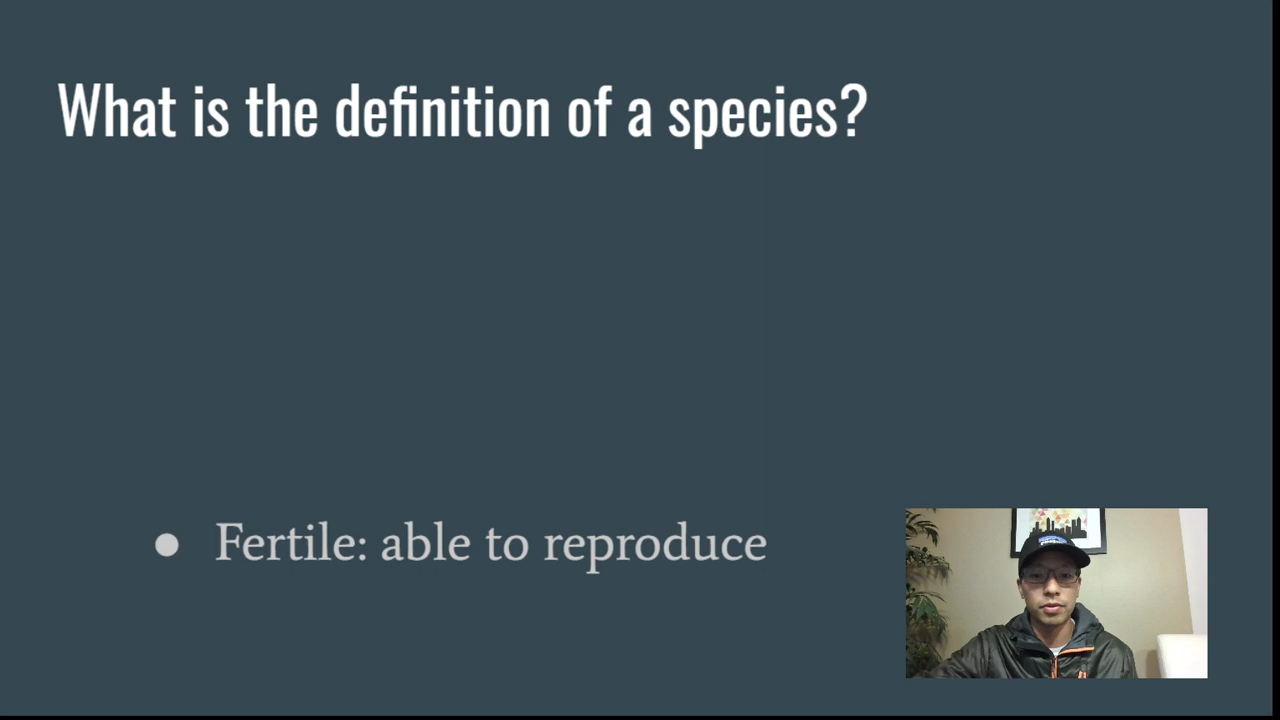 What is the definition of a species?
● Fertile: able to reproduce